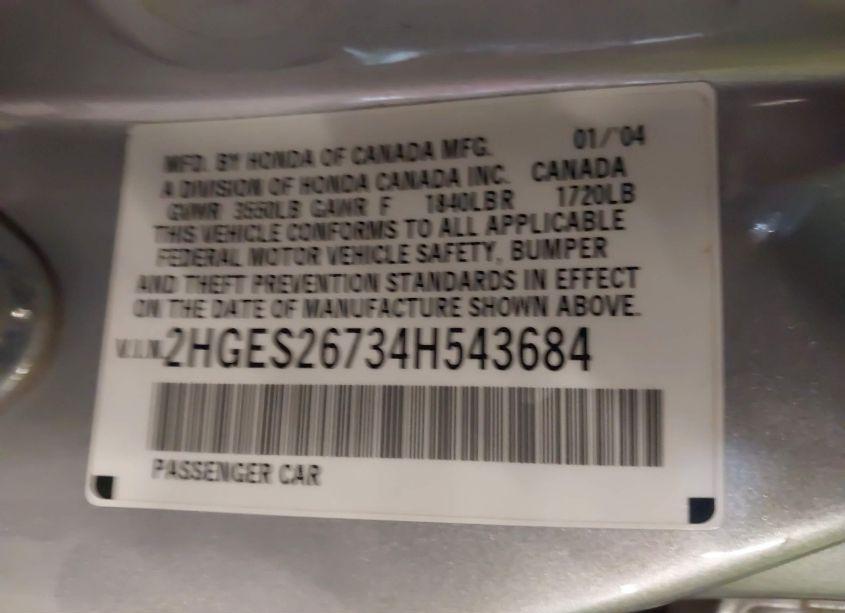 MFD. BY HONDA OF CANADA MFG. 01/'04
A DIVISION OF HONDA CANADA INC. CANADA
GVWR 3550LB GAWR F 1840LBR 1720LB
THIS VEHICLE CONFORMS TO ALL APPLICABLE
FEDERAL MOTOR VEHICLE SAFETY, BUMPER
AND THEFT PREVENTION STANDARDS IN EFFECT
ON THE DATE OF MANUFACTURE SHOWN ABOVE.
V.I.N. 2HGES26734H543684
PASSENGER CAR